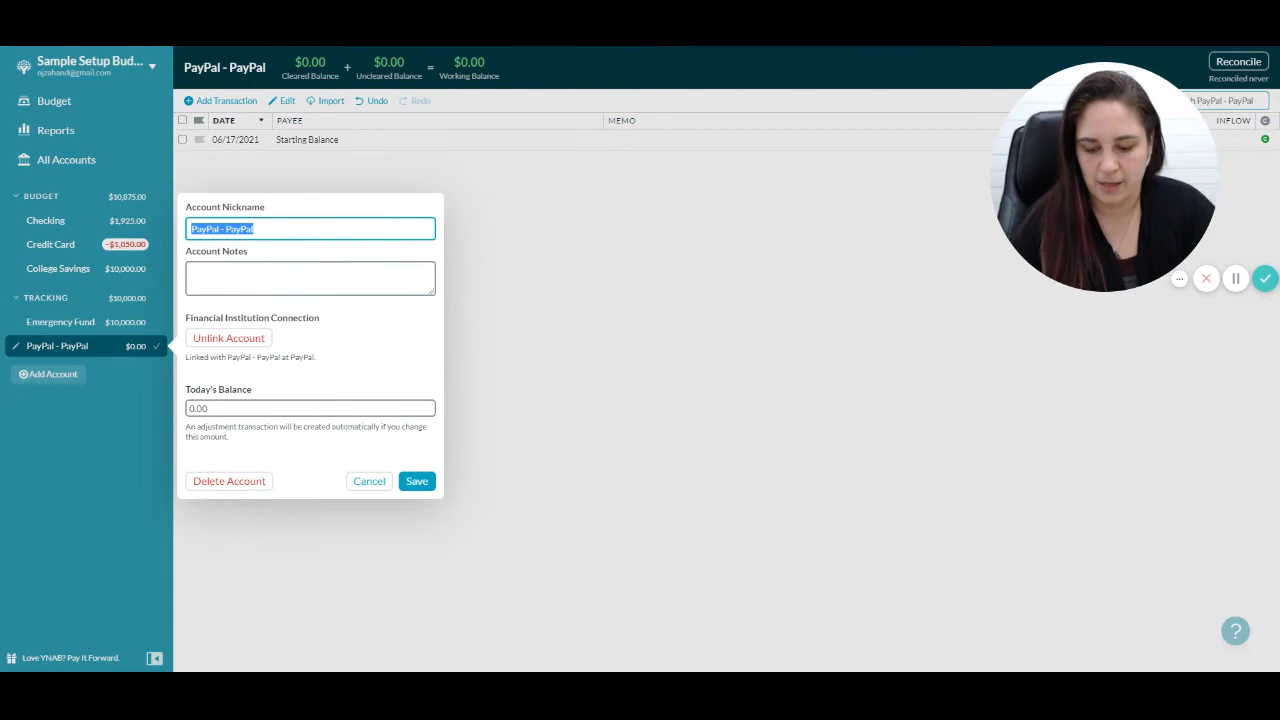 Sample Setup Bud...
njzahand@gmail.com
Budget
Reports
All Accounts
BUDGET $10,875.00
Checking $1,925.00
Credit Card -$1,050.00
College Savings $10,000.00
TRACKING $10,000.00
Emergency Fund $10,000.00
PayPal - PayPal $0.00
Add Account
Love YNAB? Pay It Forward.
PayPal - PayPal
$0.00 + $0.00 = $0.00
Cleared Balance Uncleared Balance Working Balance
Reconcile
Reconciled never
Add Transaction Edit Import Undo Redo
PayPal - PayPal
DATE PAYEE MEMO INFLOW
06/17/2021 Starting Balance
Account Nickname
PayPal - PayPal
Account Notes
Financial Institution Connection
Unlink Account
Linked with PayPal - PayPal at PayPal.
Today's Balance
0.00
An adjustment transaction will be created automatically if you change
this amount.
Delete Account Cancel Save
?